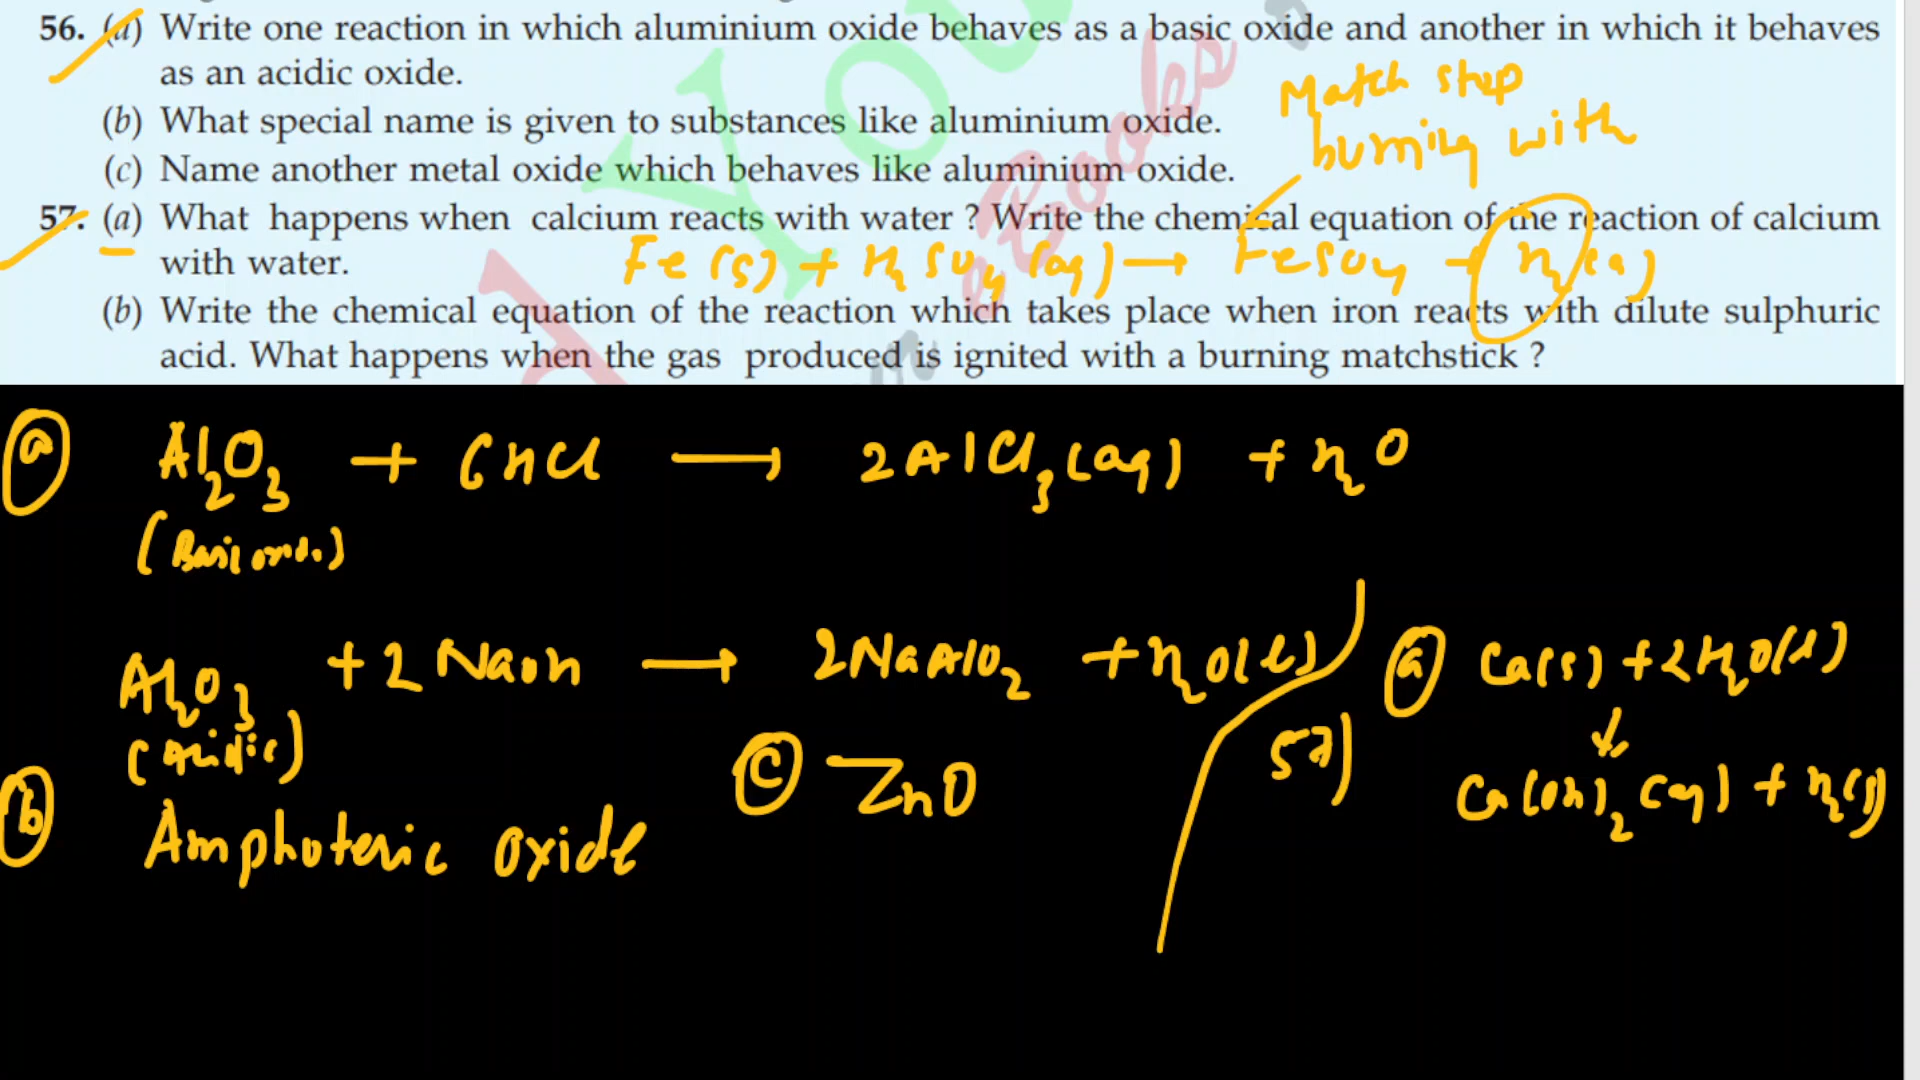 56. (a) Write one reaction in which aluminium oxide behaves as a basic oxide and another in which it behaves
as an acidic oxide.
Match stop
(b) What special name is given to substances like aluminium oxide.
burning with
(c) Name another metal oxide which behaves like aluminium oxide.
57. (a) What happens when calcium reacts with water ? Write the chemical equation of the reaction of calcium
with water.
Fe (s) + H2SO4 (aq) → FeSO4 + H2(g)
(b) Write the chemical equation of the reaction which takes place when iron reacts with dilute sulphuric
acid. What happens when the gas produced is ignited with a burning matchstick ?
(a) Al2O3 + 6HCl → 2AlCl3(aq) + H2O
(Basic
Al2O3 + 2NaOH → 2NaAlO2 + H2O(l)
(Acidic)
(b) Amphoteric oxide
(c) ZnO
57)
(a) Ca(s) + 2H2O(l)
↓
Ca(OH)2 (aq) + H2(g)